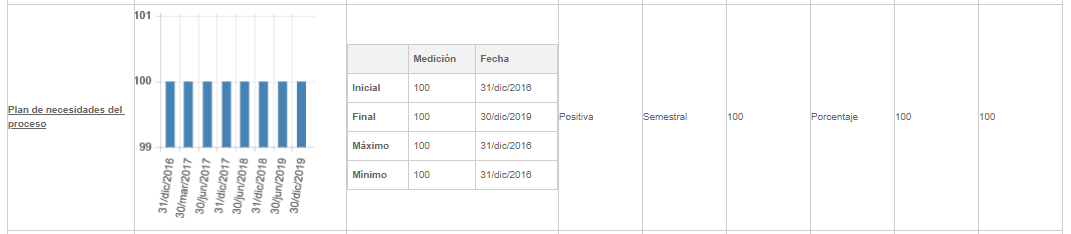 Plan de necesidades del
proceso
101
100
99
31/dic/2016
30/mar/2017
30/jun/2017
31/dic/2017
30/jun/2018
31/dic/2018
30/jun/2019
30/dic/2019
Medición Fecha
Inicial 100 31/dic/2016
Final 100 30/dic/2019
Máximo 100 31/dic/2016
Mínimo 100 31/dic/2016
Positiva
Semestral
100
Porcentaje
100
100